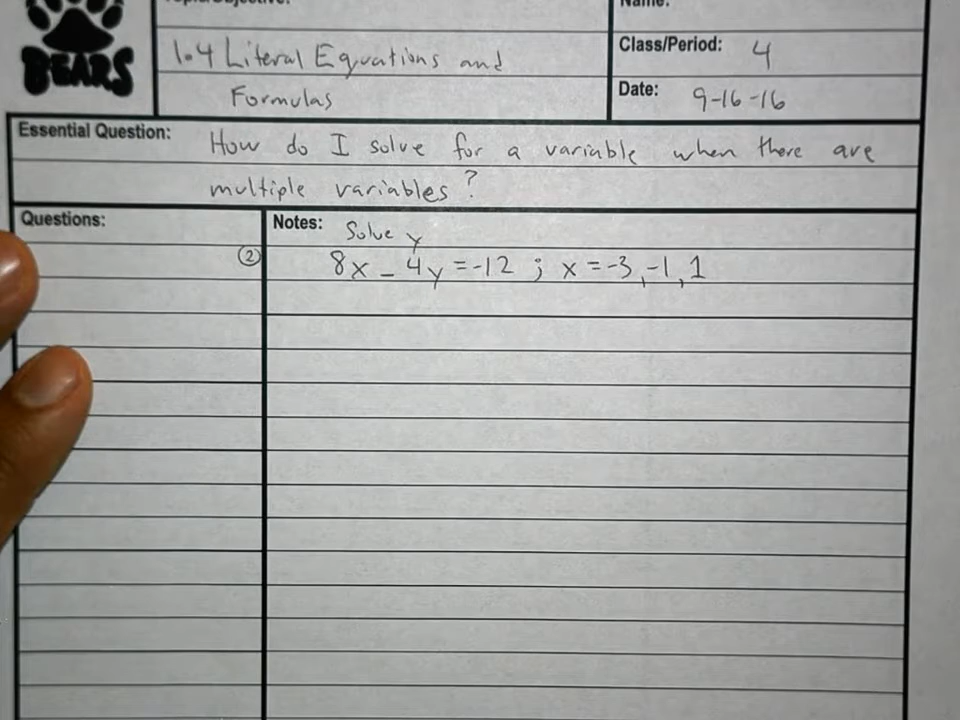 Name:
1.4 Literal Equations and
Formulas
Class/Period: 4
Date: 9-16-16
BEARS
Essential Question: How do I solve for a variable when there are
multiple variables?
Questions:
Notes: Solve y
② 8x - 4y = -12 ; x = -3, -1, 1